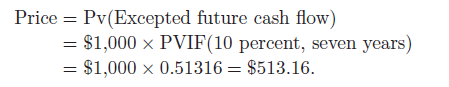 Price = Pv(Excepted future cash flow)
= $1,000 × PVIF(10 percent, seven years)
= $1,000 × 0.51316 = $513.16.